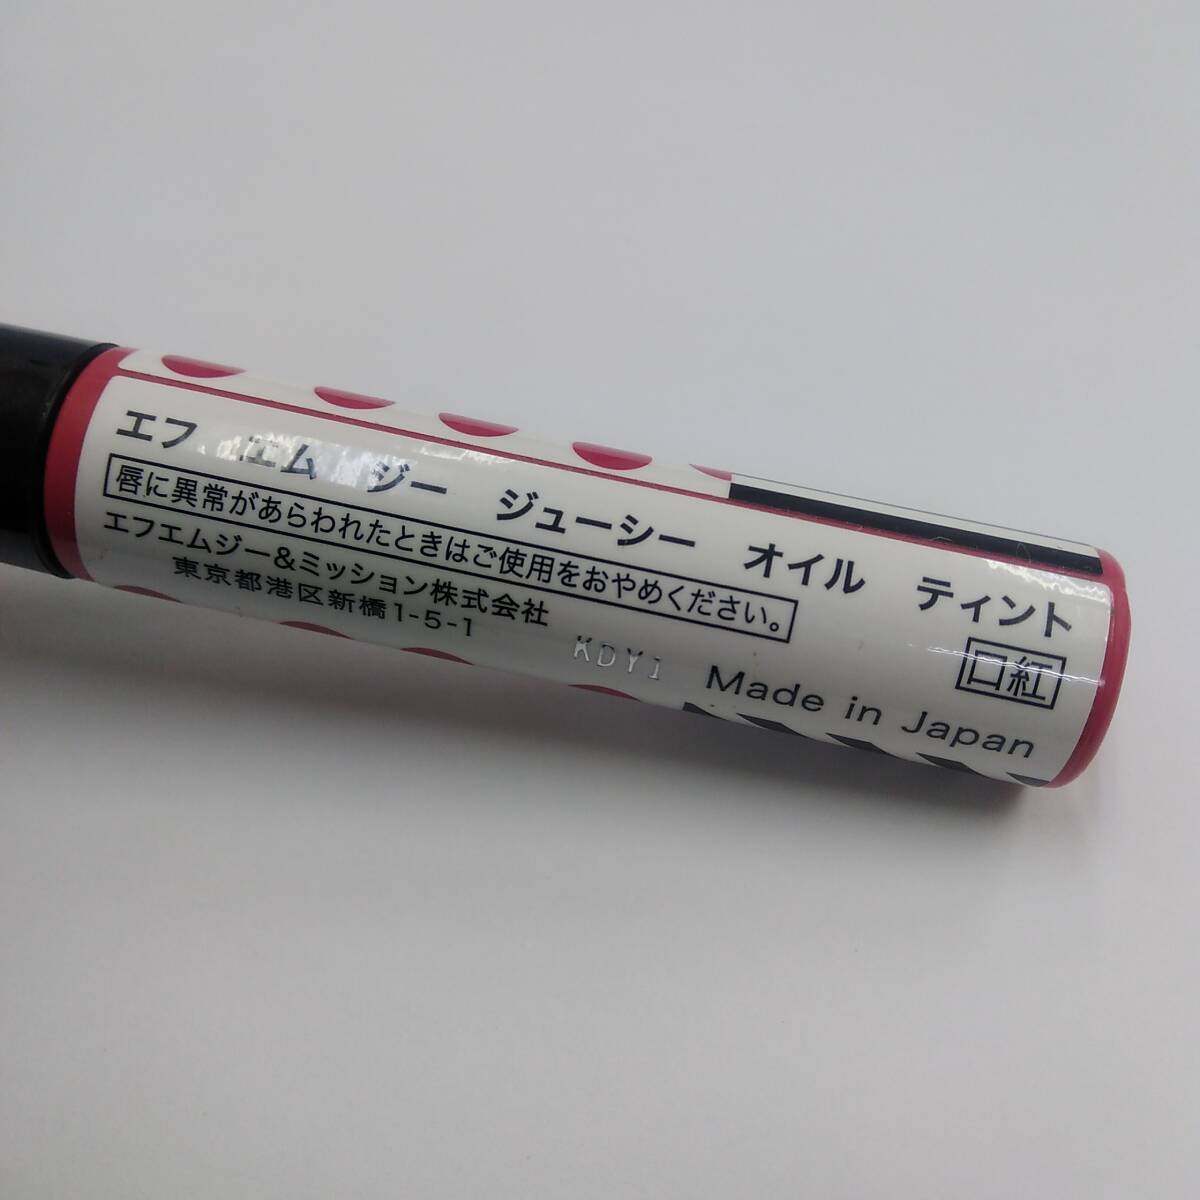 エフ エム ジー ジューシー オイル ティント
唇に異常があらわれたときはご使用をおやめください。
口紅
エフエムジー&ミッション株式会社
東京都港区新橋1-5-1
KDY1
Made in Japan